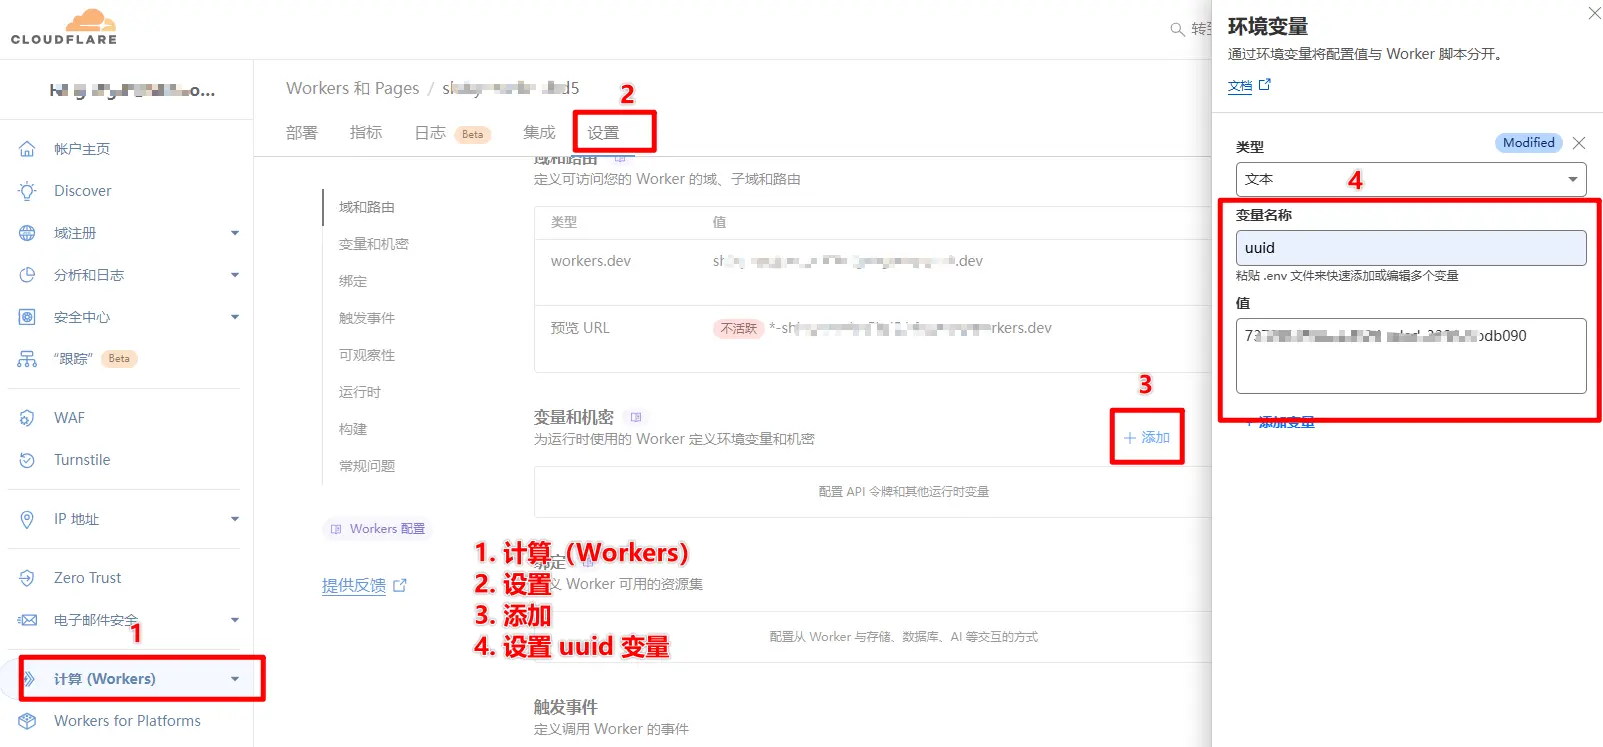 CLOUDFLARE
帐户主页
Discover
域注册
分析和日志
安全中心
“跟踪” Beta
WAF
Turnstile
IP 地址
Zero Trust
电子邮件安全
1
计算 (Workers)
Workers for Platforms
转到
Workers 和 Pages /
2
部署 指标 日志 Beta 集成 设置
域和路由
定义可访问您的 Worker 的域、子域和路由
域和路由
变量和机密
绑定
触发事件
可观察性
运行时
构建
常规问题
Workers 配置
提供反馈
类型 值
workers.dev .dev
预览 URL 不活跃 rkers.dev
3
变量和机密
为运行时使用的 Worker 定义环境变量和机密
+ 添加
配置 API 令牌和其他运行时变量
绑定
Worker 可用的资源集
配置从 Worker 与存储、数据库、AI 等交互的方式
触发事件
定义调用 Worker 的事件
1. 计算（Workers）
2. 设置
3. 添加
4. 设置 uuid 变量
环境变量
通过环境变量将配置值与 Worker 脚本分开。
文档
类型 Modified
文本
4
变量名称
uuid
粘贴 .env 文件来快速添加或编辑多个变量
值
+ 添加变量